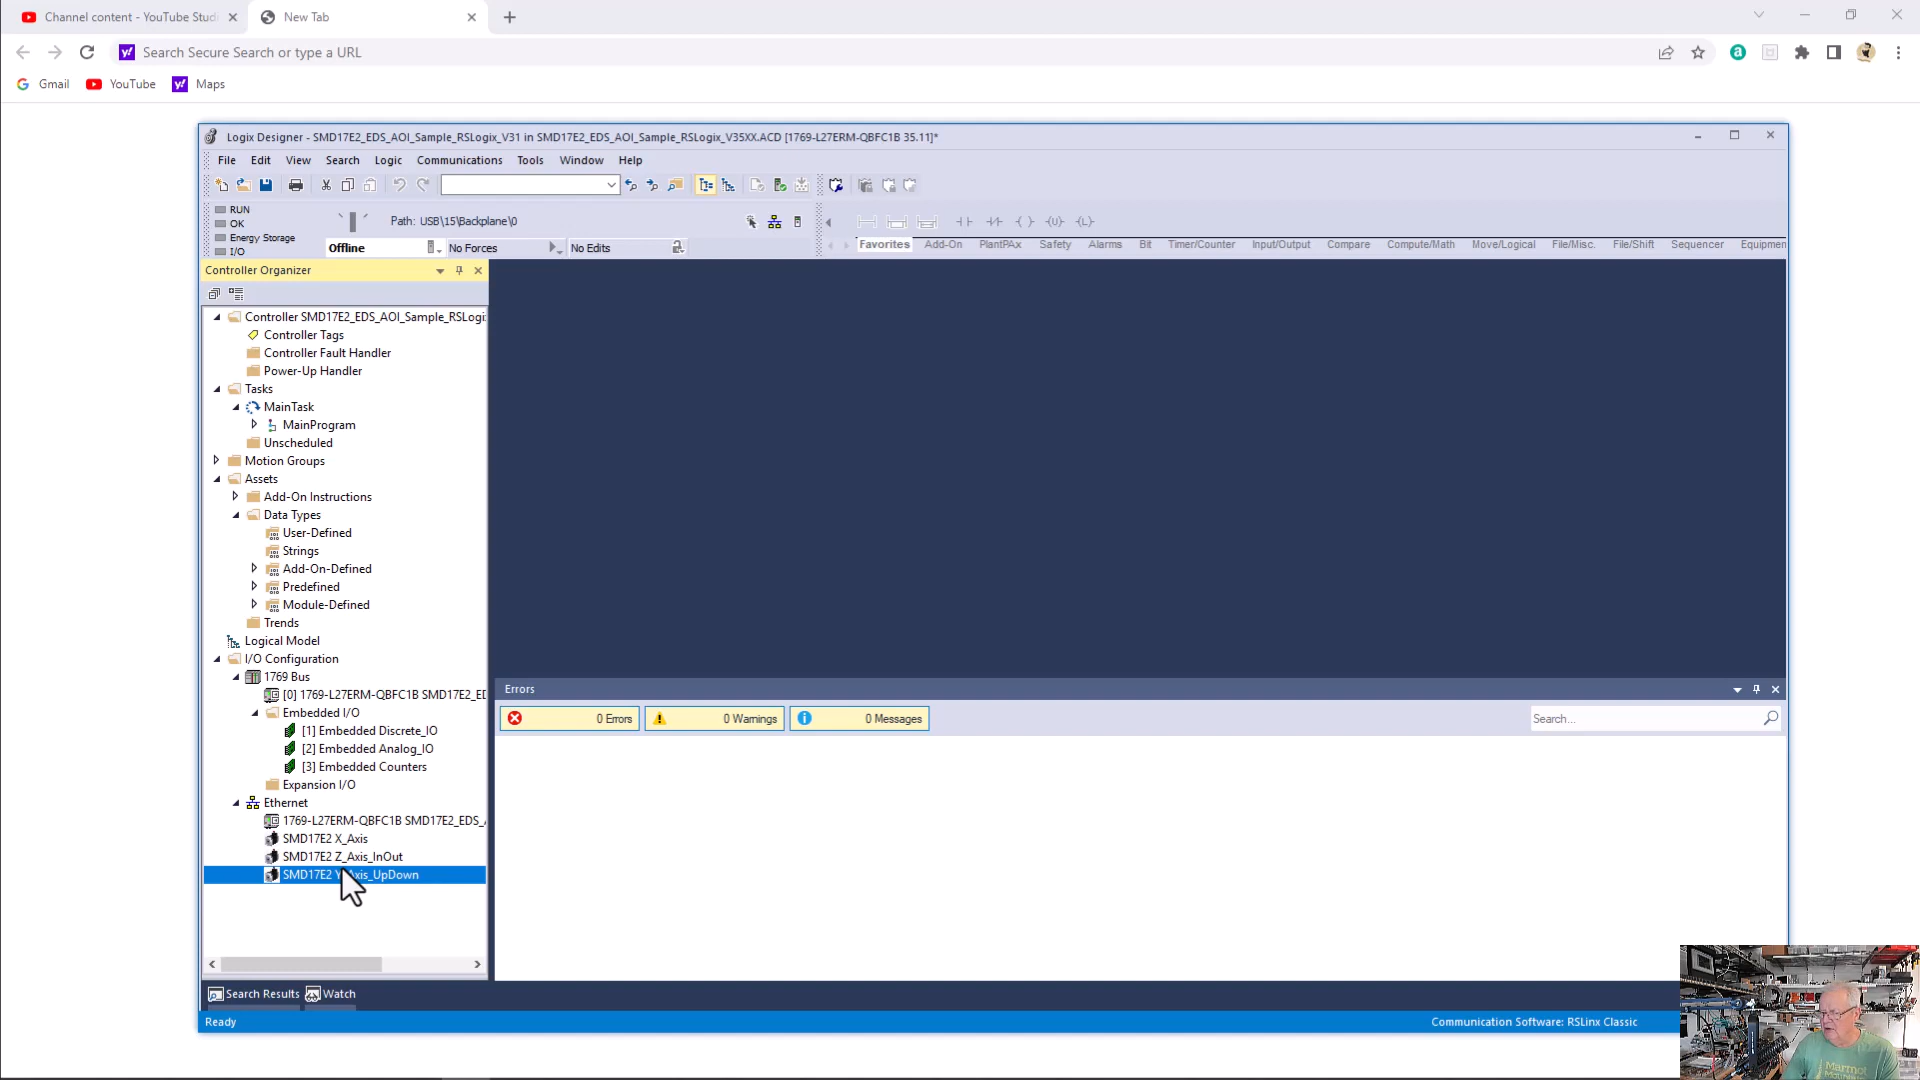 Channel content - YouTube Studi
New Tab
Search Secure Search or type a URL
Gmail
YouTube
Maps
Logix Designer - SMD17E2_EDS_AOI_Sample_RSLogix_V31 in SMD17E2_EDS_AOI_Sample_RSLogix_V35XX.ACD [1769-L27ERM-QBFC1B 35.11]*
File Edit View Search Logic Communications Tools Window Help
RUN
OK
Energy Storage
I/O
Path: USB\15\Backplane\0
Offline
No Forces
No Edits
Favorites Add-On PlantPAx Safety Alarms Bit Timer/Counter Input/Output Compare Compute/Math Move/Logical File/Misc. File/Shift Sequencer Equipmen
Controller Organizer
Controller SMD17E2_EDS_AOI_Sample_RSLogi
Controller Tags
Controller Fault Handler
Power-Up Handler
Tasks
MainTask
MainProgram
Unscheduled
Motion Groups
Assets
Add-On Instructions
Data Types
User-Defined
Strings
Add-On-Defined
Predefined
Module-Defined
Trends
Logical Model
I/O Configuration
1769 Bus
[0] 1769-L27ERM-QBFC1B SMD17E2_ED
Embedded I/O
[1] Embedded Discrete_IO
[2] Embedded Analog_IO
[3] Embedded Counters
Expansion I/O
Ethernet
1769-L27ERM-QBFC1B SMD17E2_EDS_A
SMD17E2 X_Axis
SMD17E2 Z_Axis_InOut
SMD17E2 Y_Axis_UpDown
Errors
0 Errors
0 Warnings
0 Messages
Search...
Search Results
Watch
Ready
Communication Software: RSLinx Classic
Marmot